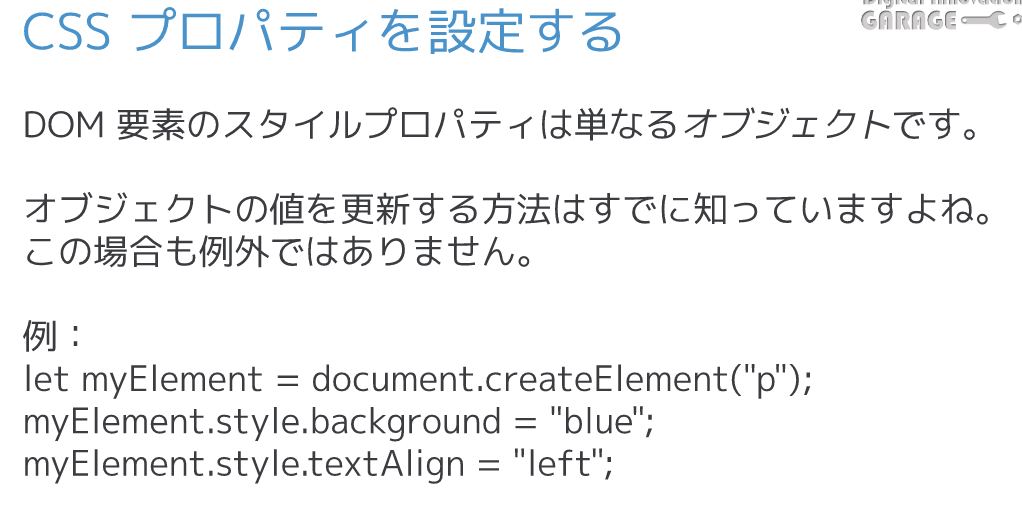 Digital Innovation
GARAGE
CSS プロパティを設定する
DOM 要素のスタイルプロパティは単なるオブジェクトです。
オブジェクトの値を更新する方法はすでに知っていますよね。
この場合も例外ではありません。
例：
let myElement = document.createElement("p");
myElement.style.background = "blue";
myElement.style.textAlign = "left";